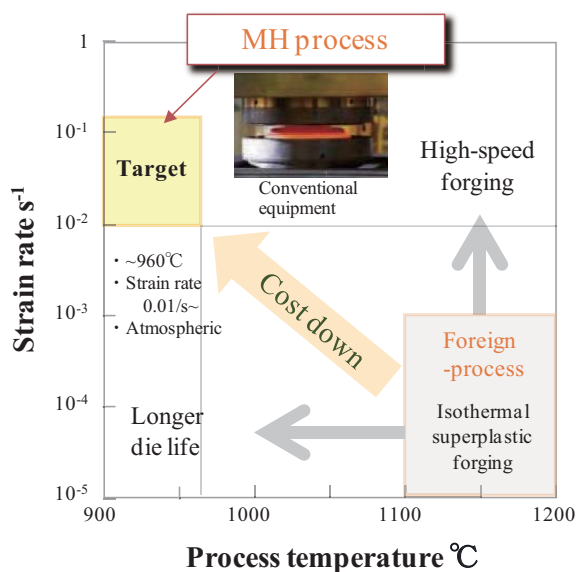 MH process
1
10-1
10-2
10-3
10-4
10-5
Strain rate s-1
Target
Conventional
equipment
High-speed
forging
・~960℃
・Strain rate
0.01/s~
・Atmospheric
Cost down
Foreign
-process
Isothermal
superplastic
forging
Longer
die life
900
1000
1100
1200
Process temperature ℃